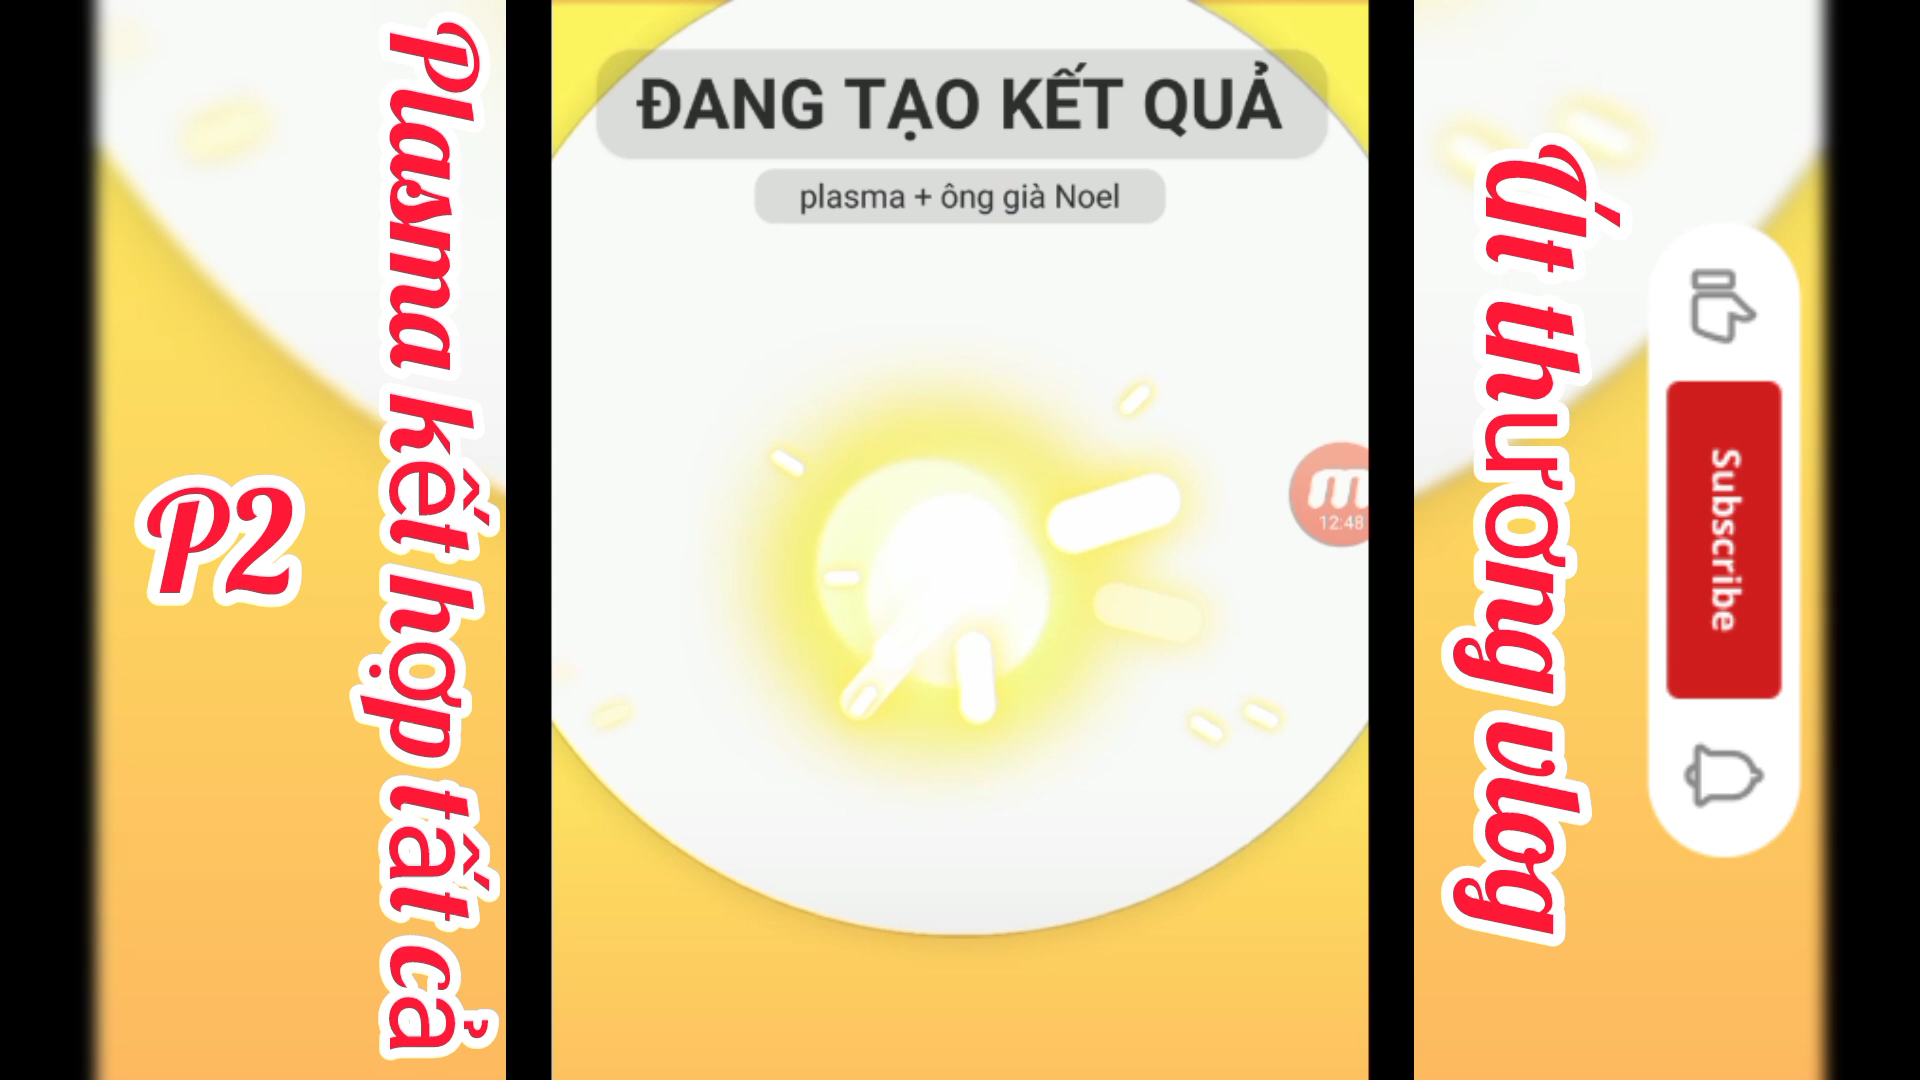 Plasma kết hợp tất cả
P2
ĐANG TẠO KẾT QUẢ
plasma + ông già Noel
m
12:48
Út thương vlog
Subscribe